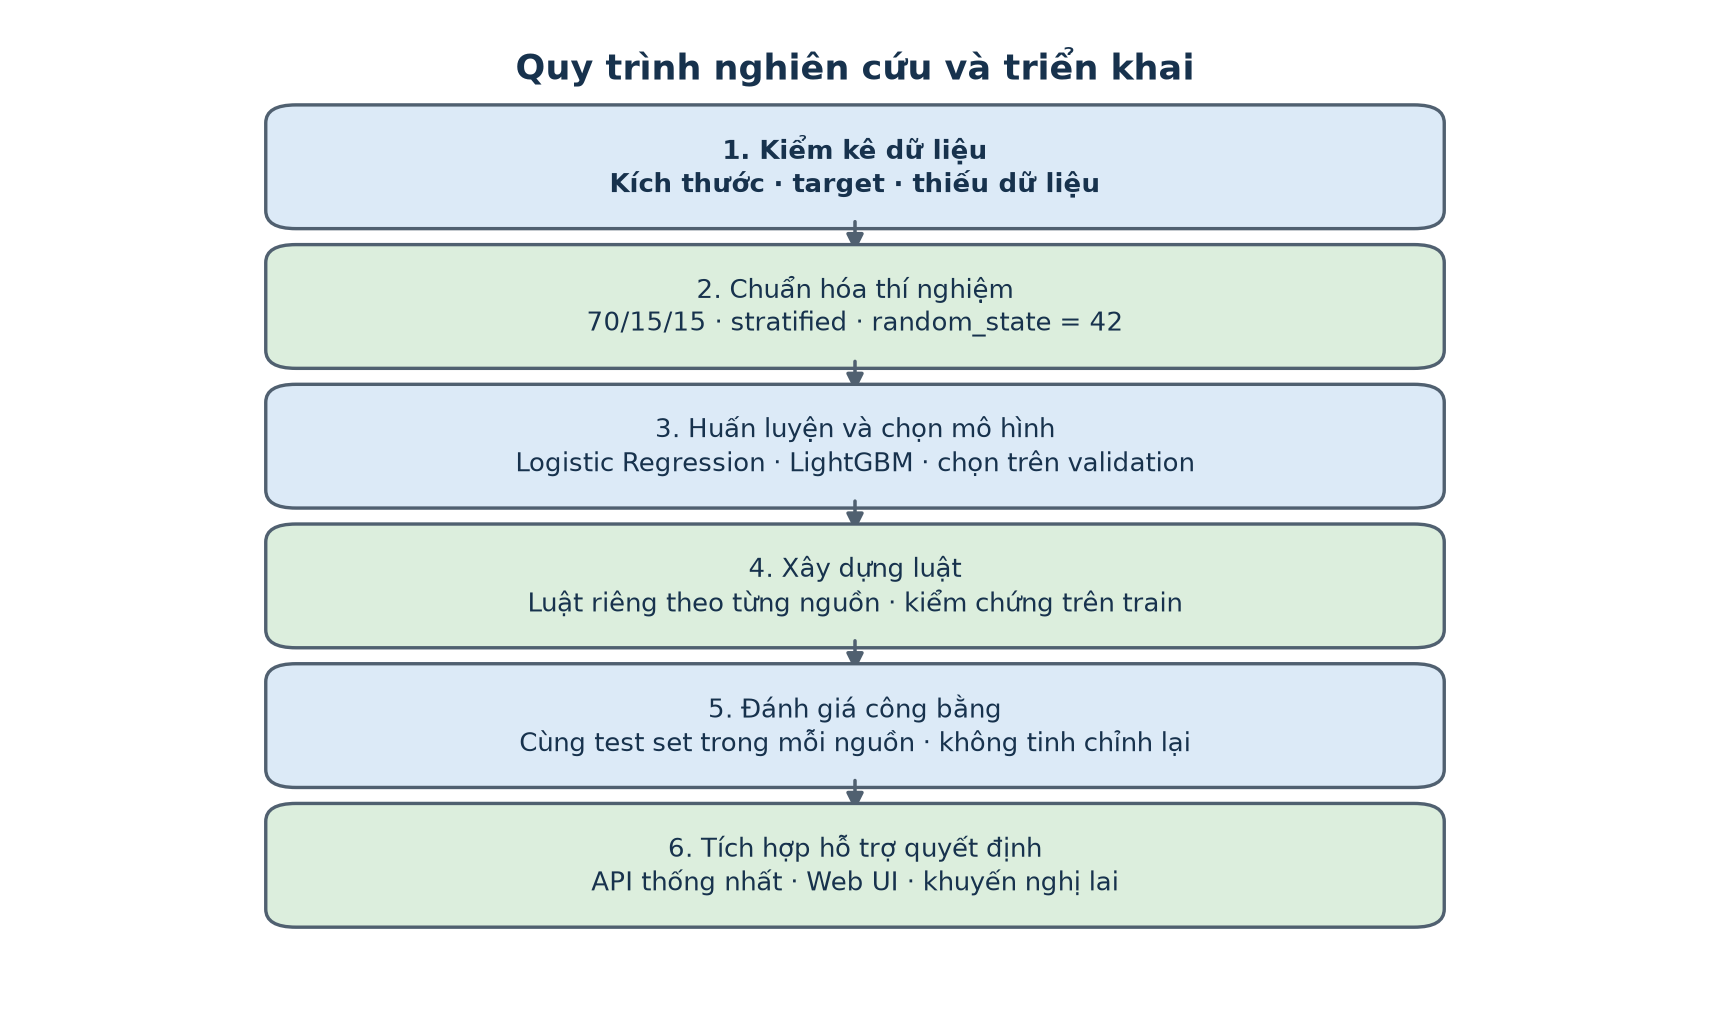 Quy trình nghiên cứu và triển khai
1. Kiểm kê dữ liệu
Kích thước · target · thiếu dữ liệu
2. Chuẩn hóa thí nghiệm
70/15/15 · stratified · random_state = 42
3. Huấn luyện và chọn mô hình
Logistic Regression · LightGBM · chọn trên validation
4. Xây dựng luật
Luật riêng theo từng nguồn · kiểm chứng trên train
5. Đánh giá công bằng
Cùng test set trong mỗi nguồn · không tinh chỉnh lại
6. Tích hợp hỗ trợ quyết định
API thống nhất · Web UI · khuyến nghị lai